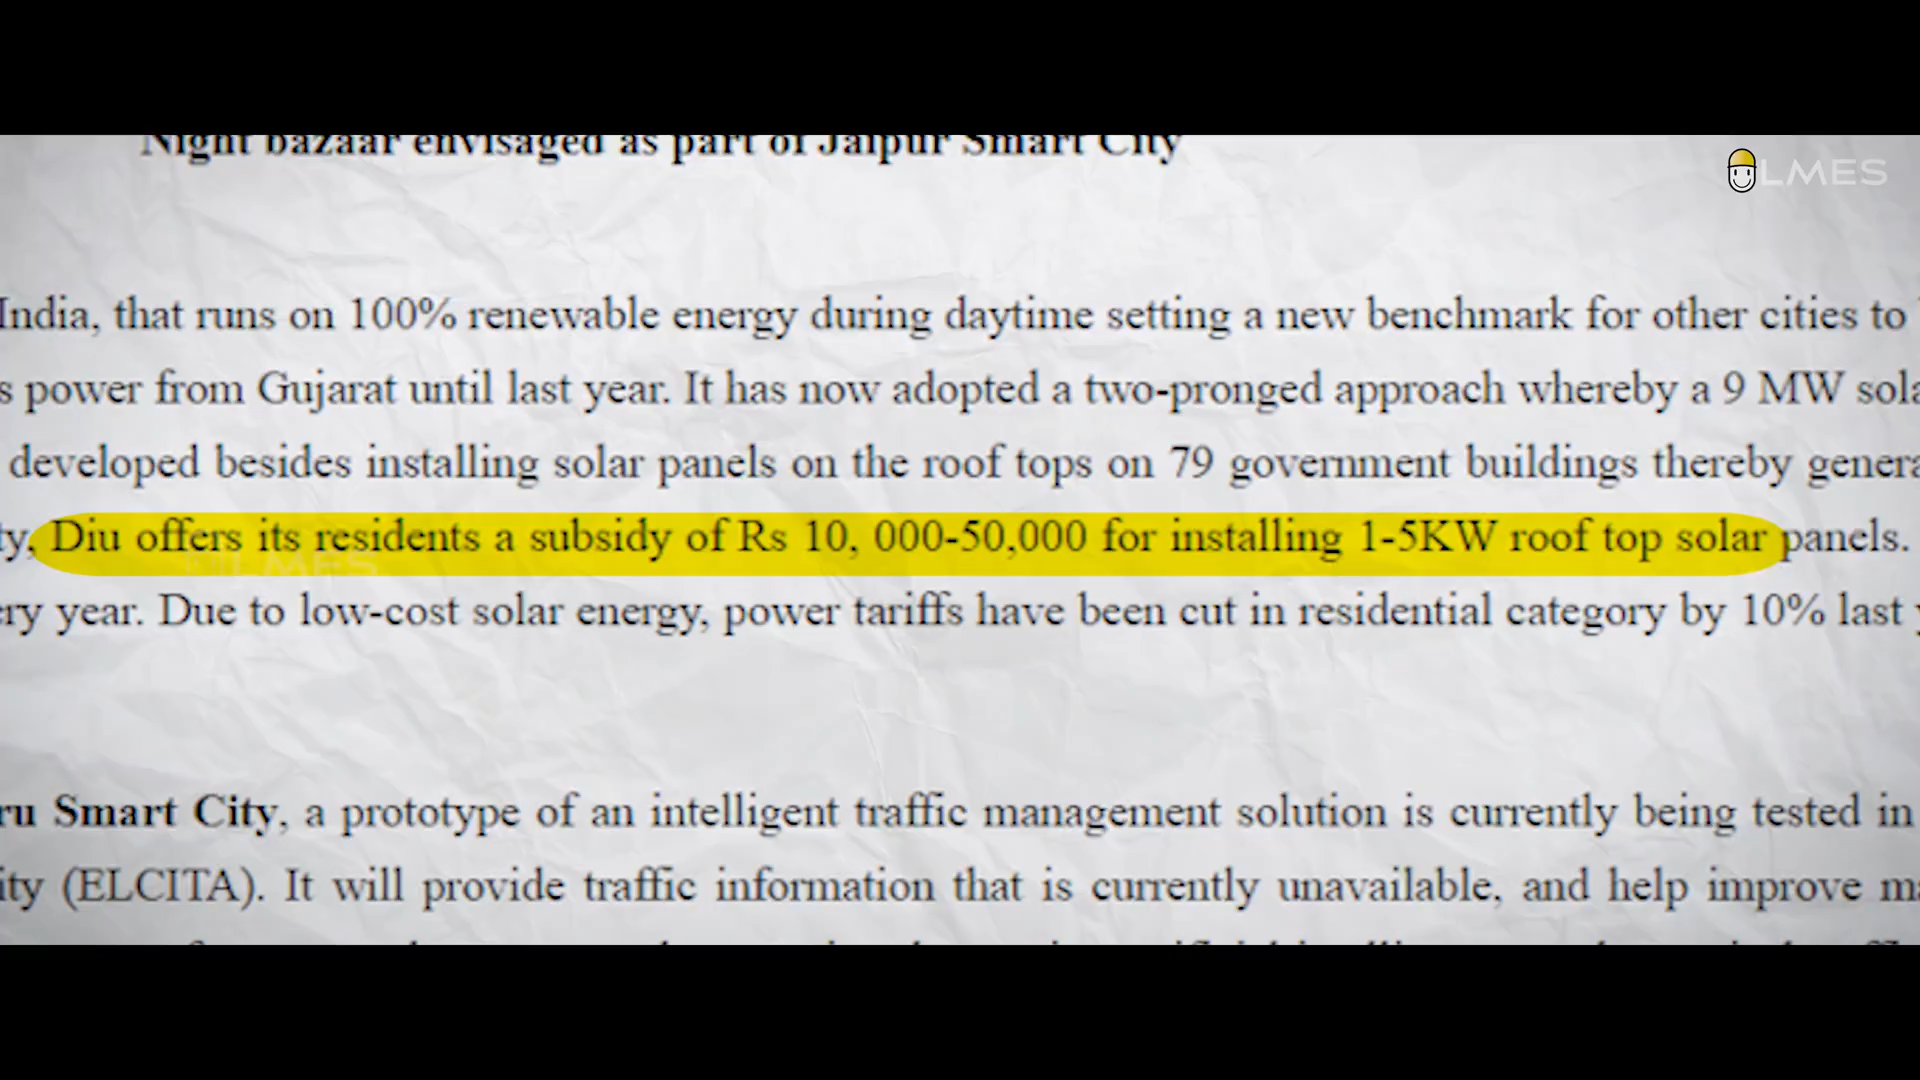 Night bazaar envisaged as part of Jaipur Smart City
LMES
India, that runs on 100% renewable energy during daytime setting a new benchmark for other cities to
s power from Gujarat until last year. It has now adopted a two-pronged approach whereby a 9 MW sola
developed besides installing solar panels on the roof tops on 79 government buildings thereby genera
ty, Diu offers its residents a subsidy of Rs 10, 000-50,000 for installing 1-5KW roof top solar panels.
ery year. Due to low-cost solar energy, power tariffs have been cut in residential category by 10% last y
ru Smart City, a prototype of an intelligent traffic management solution is currently being tested in
ity (ELCITA). It will provide traffic information that is currently unavailable, and help improve ma